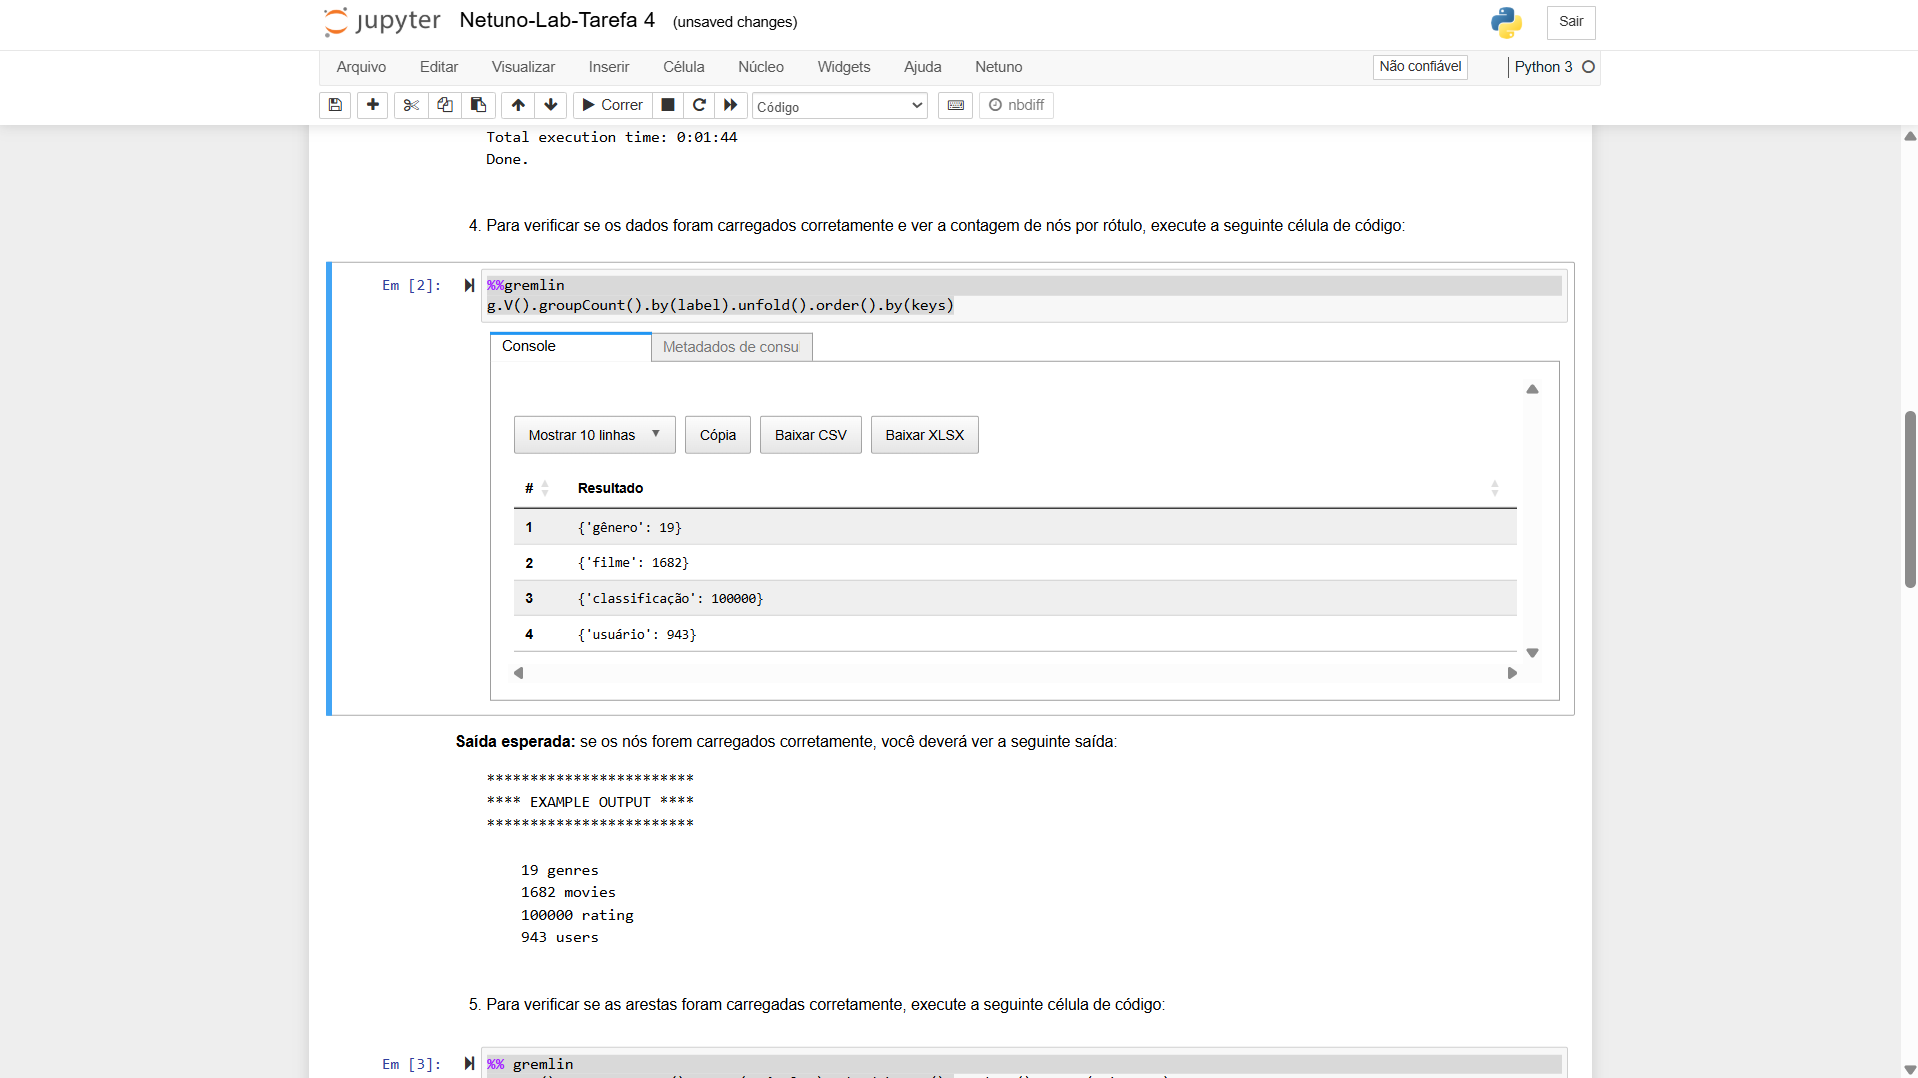 jupyter Netuno-Lab-Tarefa 4 (unsaved changes) Sair
Arquivo Editar Visualizar Inserir Célula Núcleo Widgets Ajuda Netuno Não confiável Python 3
Correr Código nbdiff
Total execution time: 0:01:44
Done.
4. Para verificar se os dados foram carregados corretamente e ver a contagem de nós por rótulo, execute a seguinte célula de código:
Em [2]: %%gremlin
g.V().groupCount().by(label).unfold().order().by(keys)
Console Metadados de consu
Mostrar 10 linhas Cópia Baixar CSV Baixar XLSX
# Resultado
1 {'gênero': 19}
2 {'filme': 1682}
3 {'classificação': 100000}
4 {'usuário': 943}
Saída esperada: se os nós forem carregados corretamente, você deverá ver a seguinte saída:
************************
**** EXAMPLE OUTPUT ****
************************
19 genres
1682 movies
100000 rating
943 users
5. Para verificar se as arestas foram carregadas corretamente, execute a seguinte célula de código:
Em [3]: %% gremlin